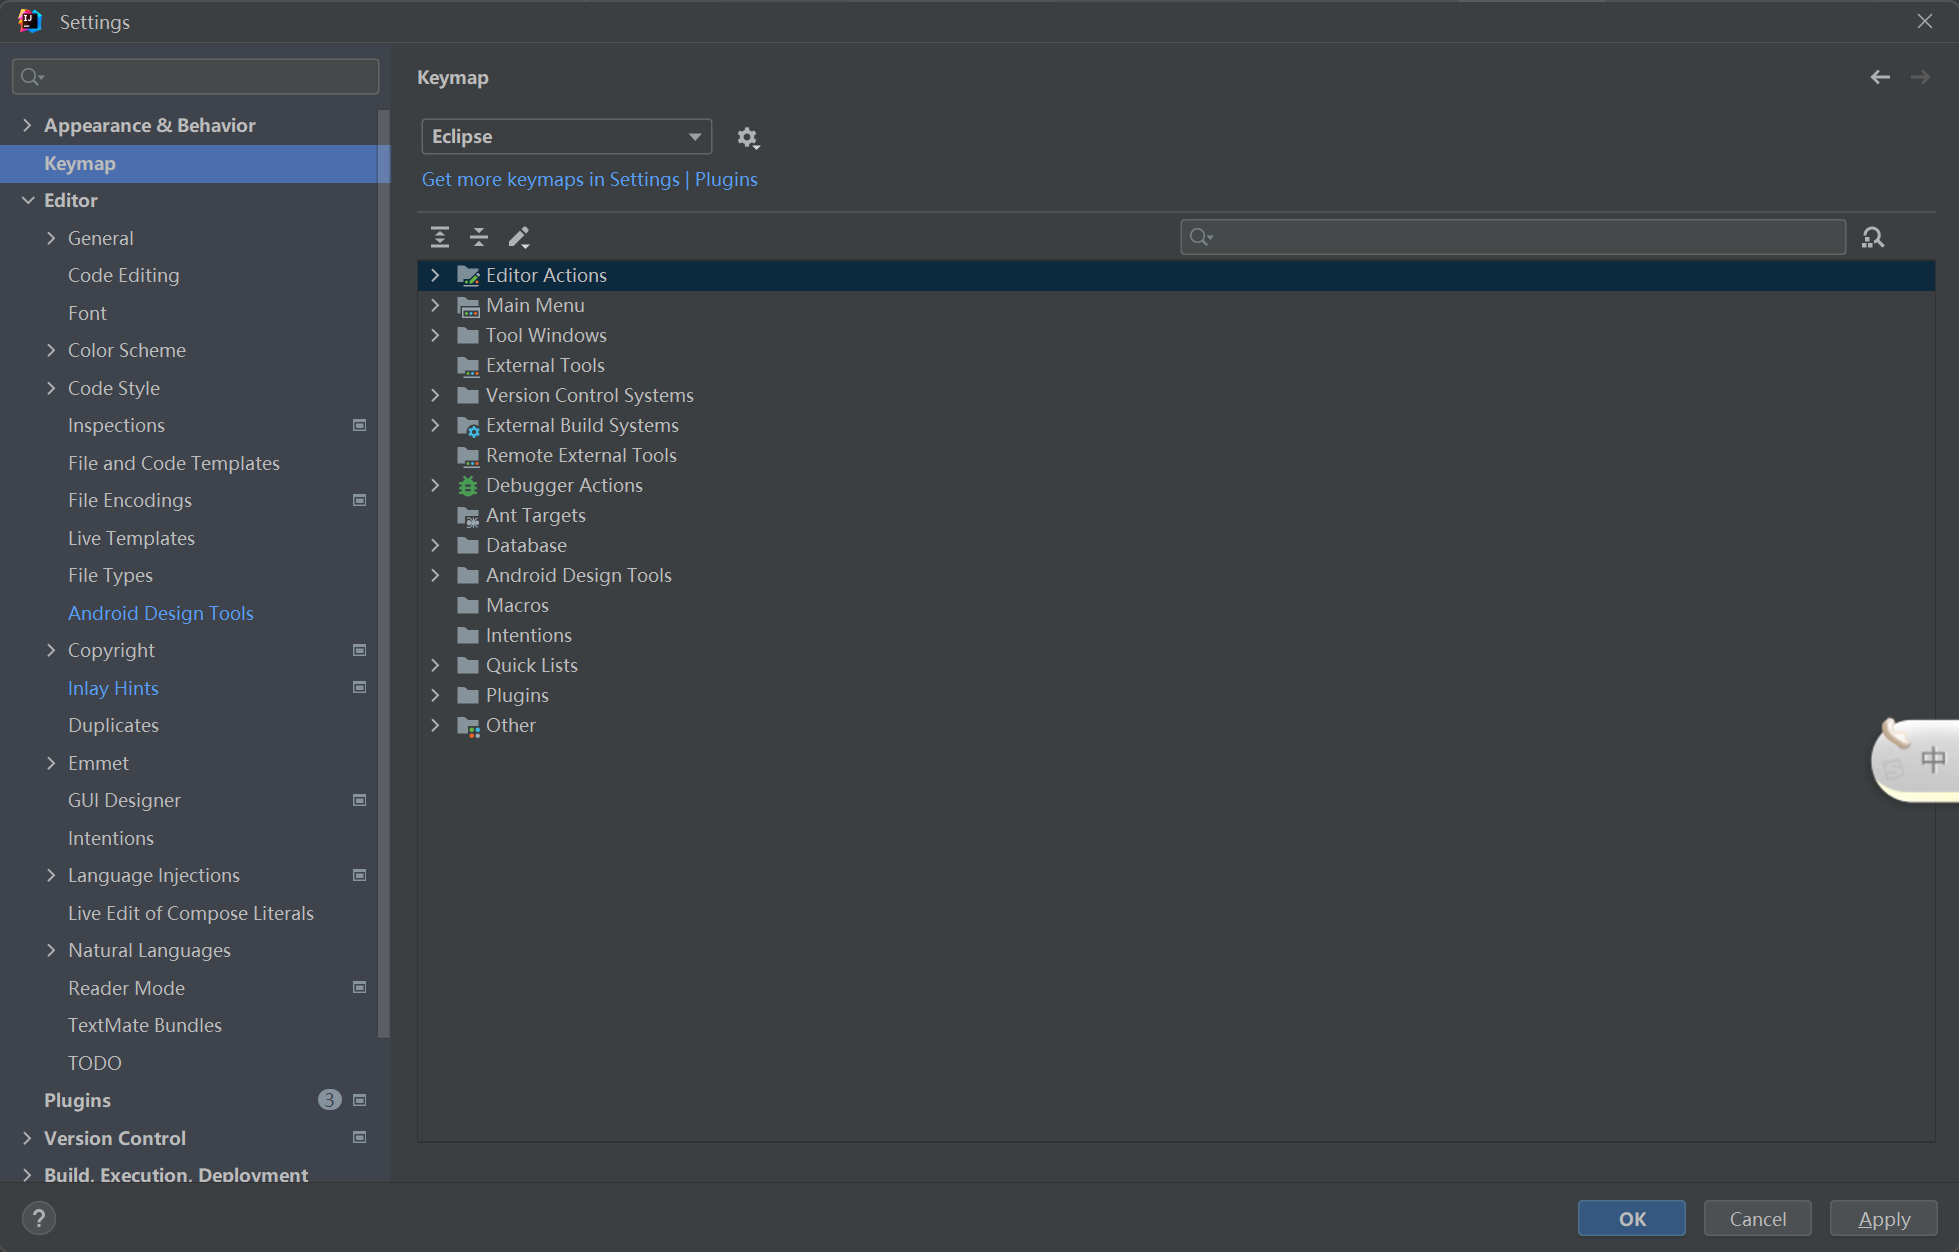 Settings
Appearance & Behavior
Keymap
Editor
General
Code Editing
Font
Color Scheme
Code Style
Inspections
File and Code Templates
File Encodings
Live Templates
File Types
Android Design Tools
Copyright
Inlay Hints
Duplicates
Emmet
GUI Designer
Intentions
Language Injections
Live Edit of Compose Literals
Natural Languages
Reader Mode
TextMate Bundles
TODO
Plugins 3
Version Control
Build, Execution, Deployment
Keymap
Eclipse
Get more keymaps in Settings | Plugins
Editor Actions
Main Menu
Tool Windows
External Tools
Version Control Systems
External Build Systems
Remote External Tools
Debugger Actions
Ant Targets
Database
Android Design Tools
Macros
Intentions
Quick Lists
Plugins
Other
中
?
OK
Cancel
Apply